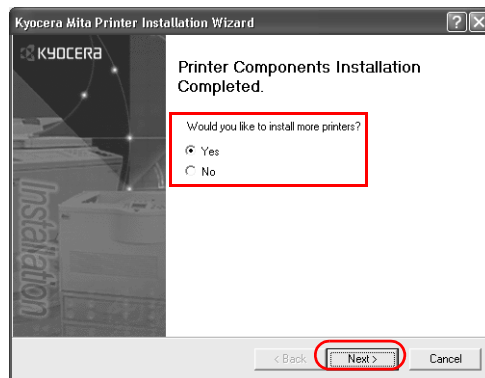 Kyocera Mita Printer Installation Wizard
KYOCERA
Printer Components Installation
Completed.
Would you like to install more printers?
Yes
No
Installation
< Back
Next >
Cancel